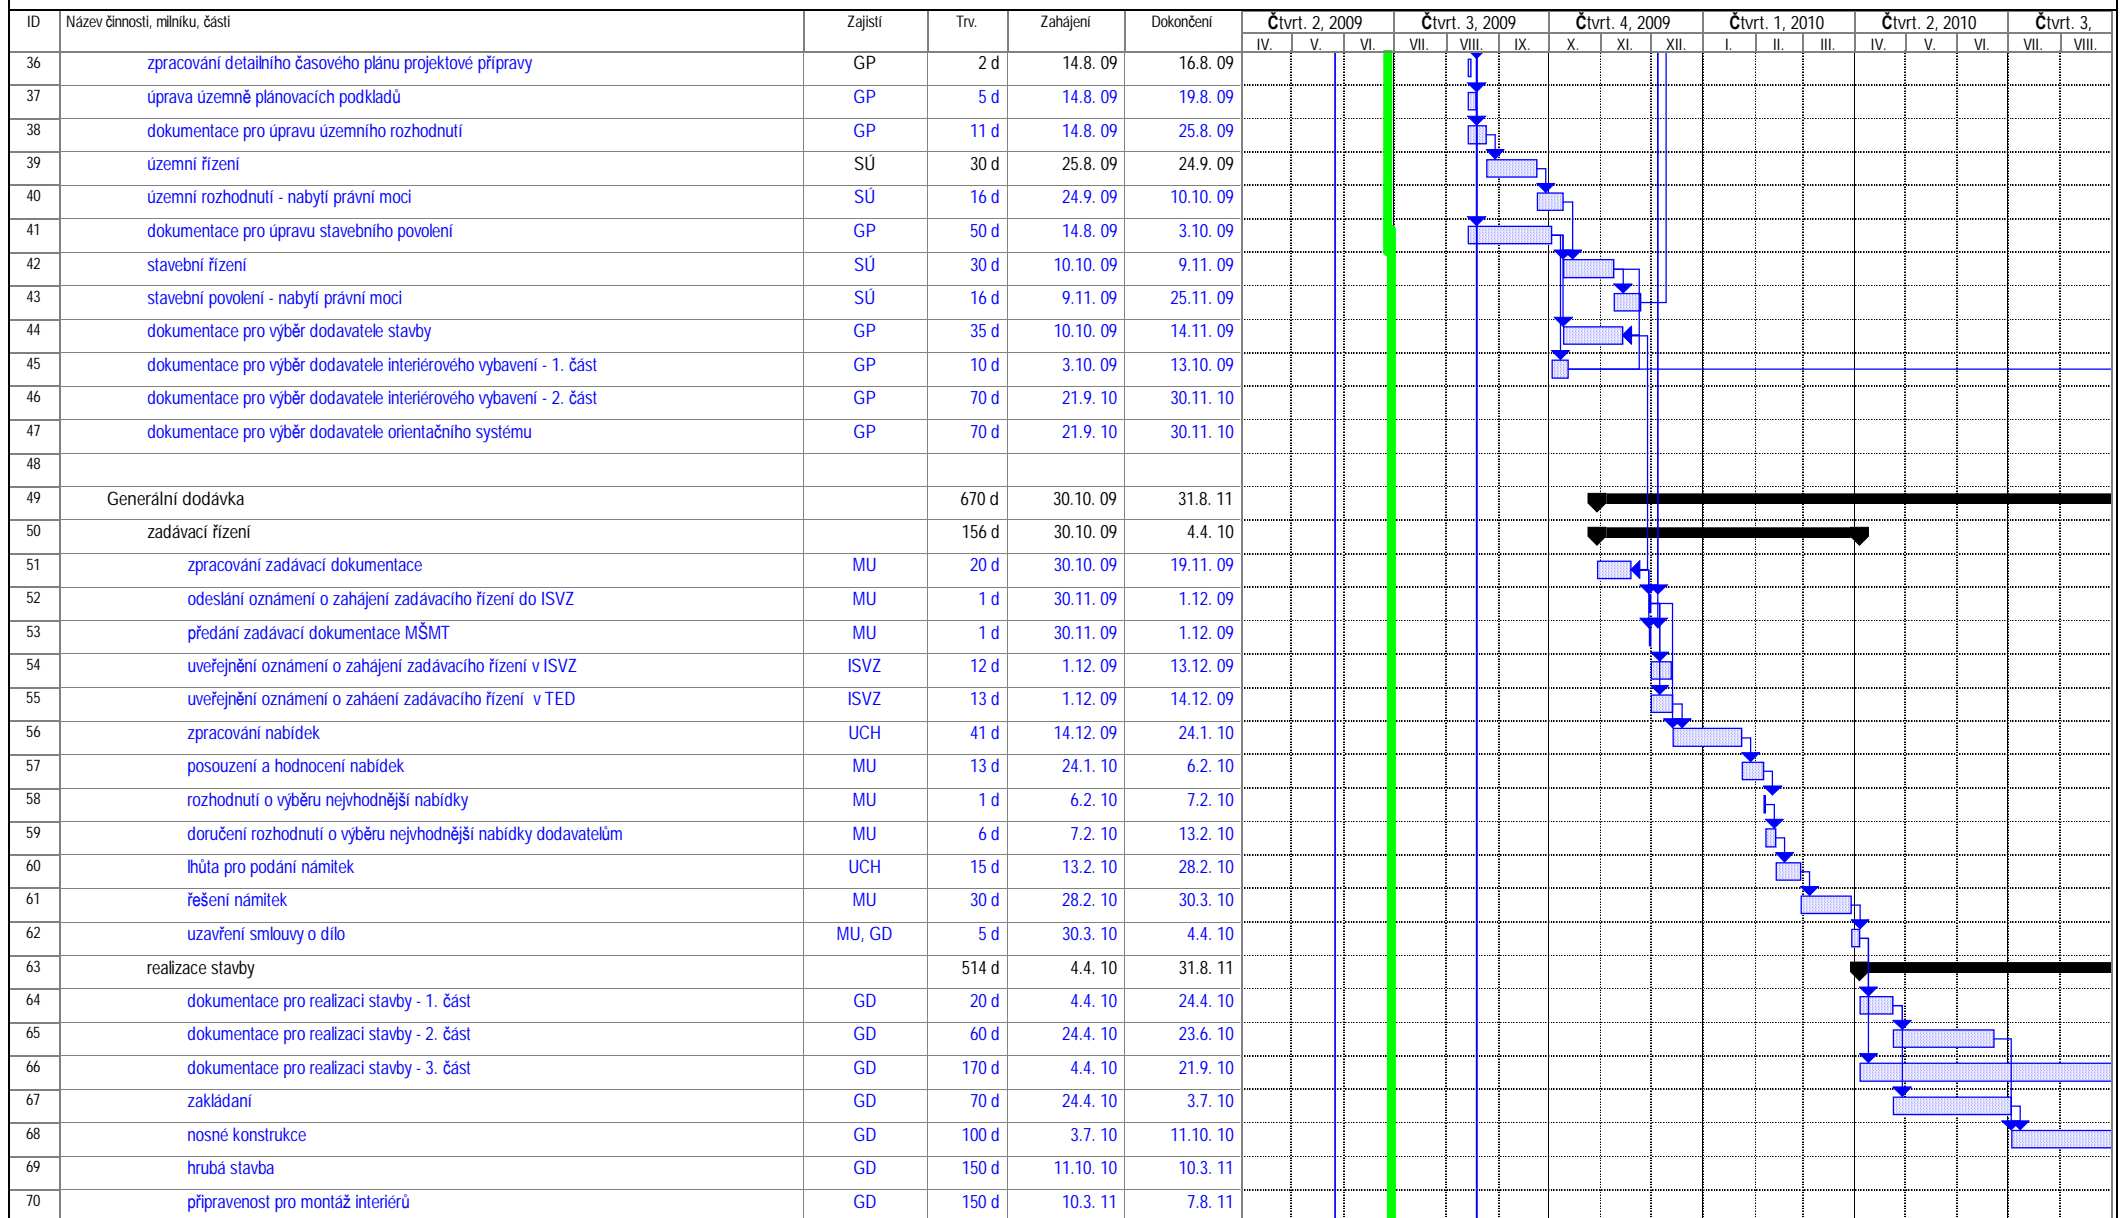 ID Název činnosti, milníku, části Zajistí Trv. Zahájení Dokončení Čtvrt. 2, 2009 Čtvrt. 3, 2009 Čtvrt. 4, 2009 Čtvrt. 1, 2010 Čtvrt. 2, 2010 Čtvrt. 3,
IV. V. VI. VII. VIII. IX. X. XI. XII. I. II. III. IV. V. VI. VII. VIII.
36 zpracování detailního časového plánu projektové přípravy GP 2 d 14.8. 09 16.8. 09
37 úprava územně plánovacích podkladů GP 5 d 14.8. 09 19.8. 09
38 dokumentace pro úpravu územního rozhodnutí GP 11 d 14.8. 09 25.8. 09
39 územní řízení SÚ 30 d 25.8. 09 24.9. 09
40 územní rozhodnutí - nabytí právní moci SÚ 16 d 24.9. 09 10.10. 09
41 dokumentace pro úpravu stavebního povolení GP 50 d 14.8. 09 3.10. 09
42 stavební řízení SÚ 30 d 10.10. 09 9.11. 09
43 stavební povolení - nabytí právní moci SÚ 16 d 9.11. 09 25.11. 09
44 dokumentace pro výběr dodavatele stavby GP 35 d 10.10. 09 14.11. 09
45 dokumentace pro výběr dodavatele interiérového vybavení - 1. část GP 10 d 3.10. 09 13.10. 09
46 dokumentace pro výběr dodavatele interiérového vybavení - 2. část GP 70 d 21.9. 10 30.11. 10
47 dokumentace pro výběr dodavatele orientačního systému GP 70 d 21.9. 10 30.11. 10
48
49 Generální dodávka 670 d 30.10. 09 31.8. 11
50 zadávací řízení 156 d 30.10. 09 4.4. 10
51 zpracování zadávací dokumentace MU 20 d 30.10. 09 19.11. 09
52 odeslání oznámení o zahájení zadávacího řízení do ISVZ MU 1 d 30.11. 09 1.12. 09
53 předání zadávací dokumentace MŠMT MU 1 d 30.11. 09 1.12. 09
54 uveřejnění oznámení o zahájení zadávacího řízení v ISVZ ISVZ 12 d 1.12. 09 13.12. 09
55 uveřejnění oznámení o zaháení zadávacího řízení v TED ISVZ 13 d 1.12. 09 14.12. 09
56 zpracování nabídek UCH 41 d 14.12. 09 24.1. 10
57 posouzení a hodnocení nabídek MU 13 d 24.1. 10 6.2. 10
58 rozhodnutí o výběru nejvhodnější nabídky MU 1 d 6.2. 10 7.2. 10
59 doručení rozhodnutí o výběru nejvhodnější nabídky dodavatelům MU 6 d 7.2. 10 13.2. 10
60 lhůta pro podání námitek UCH 15 d 13.2. 10 28.2. 10
61 řešení námitek MU 30 d 28.2. 10 30.3. 10
62 uzavření smlouvy o dílo MU, GD 5 d 30.3. 10 4.4. 10
63 realizace stavby 514 d 4.4. 10 31.8. 11
64 dokumentace pro realizaci stavby - 1. část GD 20 d 4.4. 10 24.4. 10
65 dokumentace pro realizaci stavby - 2. část GD 60 d 24.4. 10 23.6. 10
66 dokumentace pro realizaci stavby - 3. část GD 170 d 4.4. 10 21.9. 10
67 zakládaní GD 70 d 24.4. 10 3.7. 10
68 nosné konstrukce GD 100 d 3.7. 10 11.10. 10
69 hrubá stavba GD 150 d 11.10. 10 10.3. 11
70 připravenost pro montáž interiérů GD 150 d 10.3. 11 7.8. 11